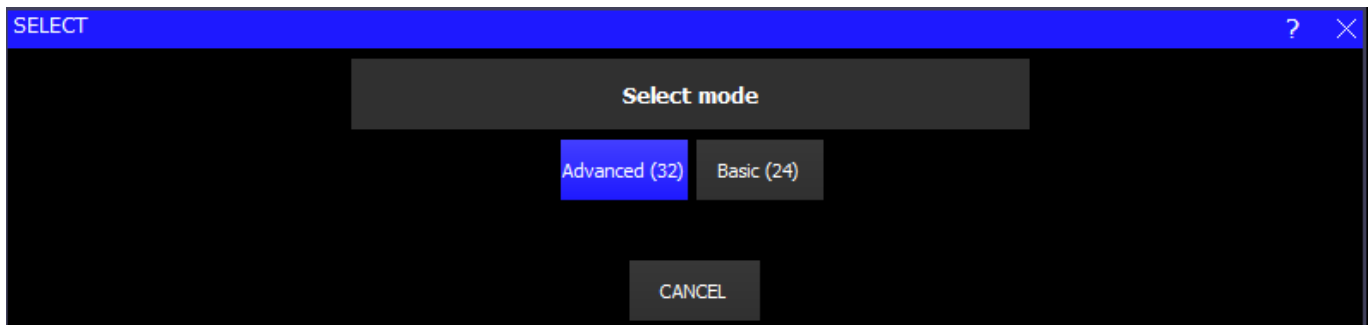 SELECT ?
Select mode
Advanced (32) Basic (24)
CANCEL